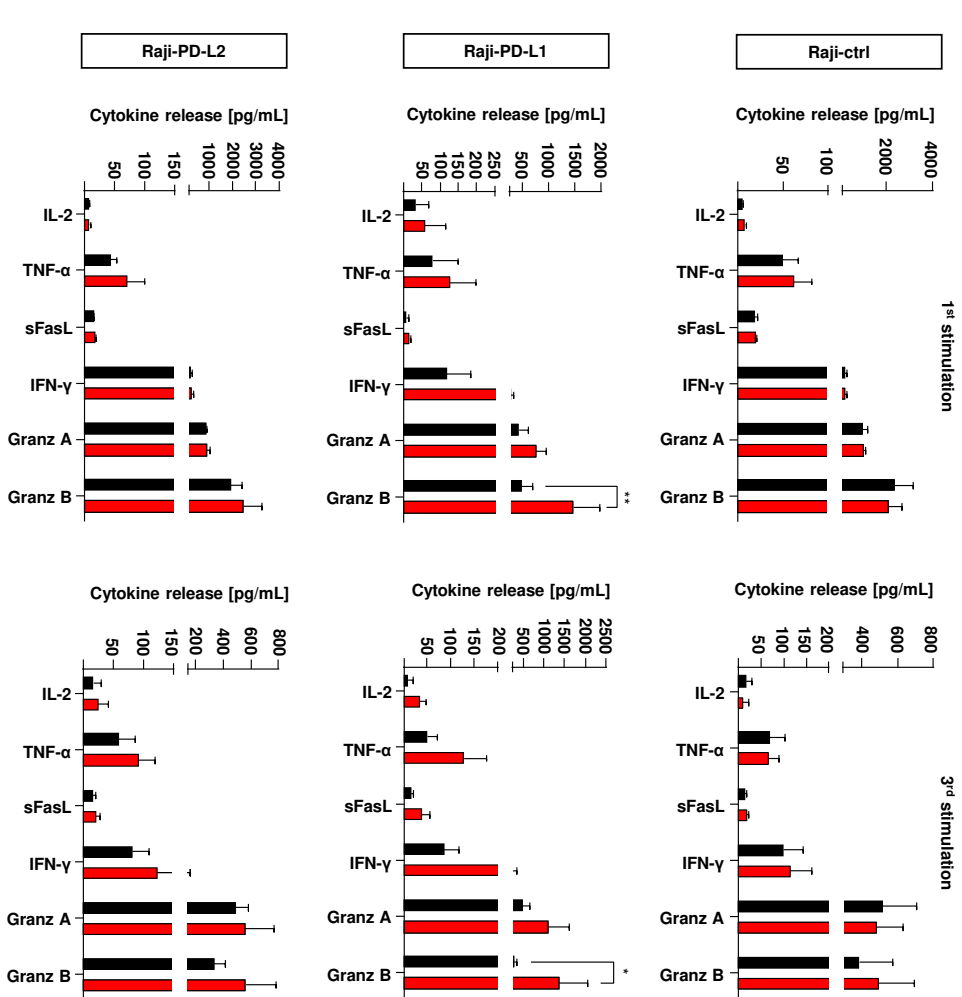 Raji-PD-L2
Raji-PD-L1
Raji-ctrl
Cytokine release [pg/mL]
50
100
150
1000
2000
3000
4000
IL-2
TNF-α
sFasL
IFN-γ
Granz A
Granz B
Cytokine release [pg/mL]
50
100
150
200
250
500
1000
1500
2000
IL-2
TNF-α
sFasL
IFN-γ
Granz A
Granz B
**
Cytokine release [pg/mL]
50
100
2000
4000
IL-2
TNF-α
sFasL
IFN-γ
Granz A
Granz B
1st stimulation
Cytokine release [pg/mL]
50
100
150
200
400
600
800
IL-2
TNF-α
sFasL
IFN-γ
Granz A
Granz B
Cytokine release [pg/mL]
50
100
150
200
500
1000
1500
2000
2500
IL-2
TNF-α
sFasL
IFN-γ
Granz A
Granz B
*
Cytokine release [pg/mL]
50
100
150
200
400
600
800
IL-2
TNF-α
sFasL
IFN-γ
Granz A
Granz B
3rd stimulation